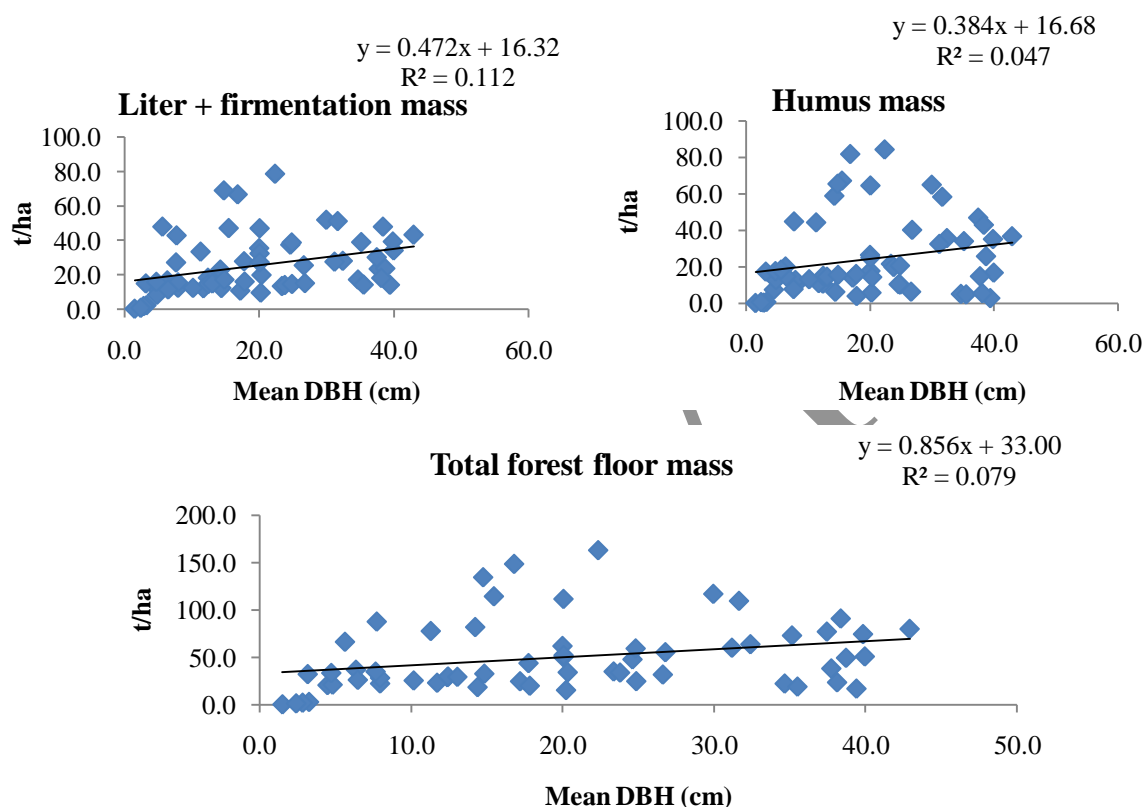 y = 0.472x + 16.32
R² = 0.112
Liter + firmentation mass
100.0
80.0
60.0
40.0
20.0
0.0
t/ha
0.0 20.0 40.0 60.0
Mean DBH (cm)
y = 0.384x + 16.68
R² = 0.047
Humus mass
100.0
80.0
60.0
40.0
20.0
0.0
t/ha
0.0 20.0 40.0 60.0
Mean DBH (cm)
y = 0.856x + 33.00
R² = 0.079
Total forest floor mass
200.0
150.0
100.0
50.0
0.0
t/ha
0.0 10.0 20.0 30.0 40.0 50.0
Mean DBH (cm)